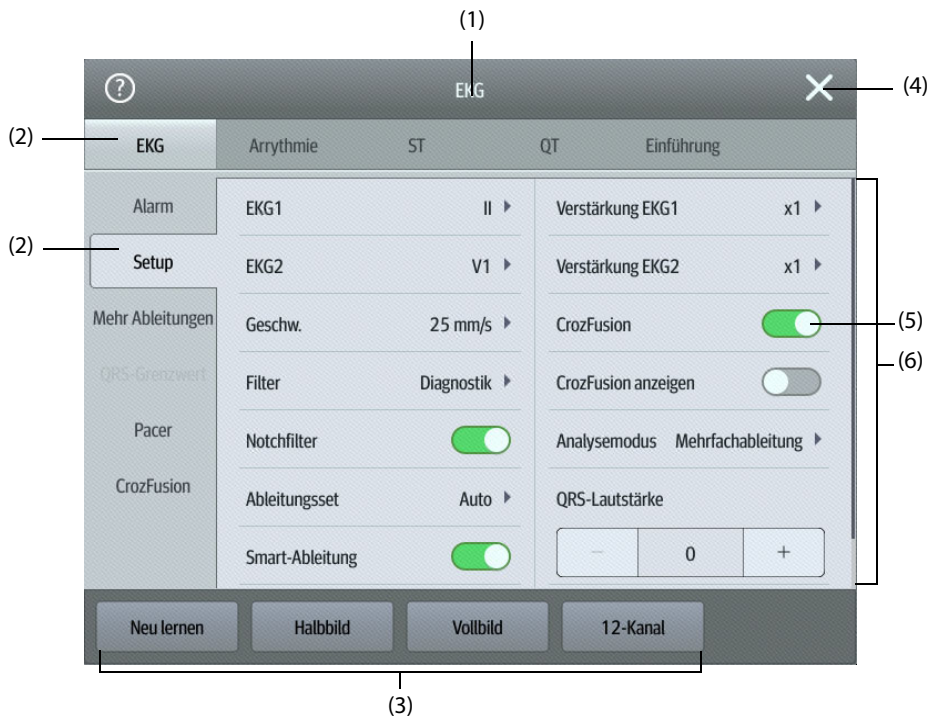 (1)
?
EKG
(4)
(2)
EKG
Arrythmie
ST
QT
Einführung
Alarm
(2)
Setup
Mehr Ableitungen
QRS-Grenzwert
Pacer
CrozFusion
EKG1 II
EKG2 V1
Geschw. 25 mm/s
Filter Diagnostik
Notchfilter
Ableitungsset Auto
Smart-Ableitung
Verstärkung EKG1 x1
Verstärkung EKG2 x1
CrozFusion
(5)
CrozFusion anzeigen
(6)
Analysemodus Mehrfachableitung
QRS-Lautstärke
− 0 +
Neu lernen
Halbbild
Vollbild
12-Kanal
(3)